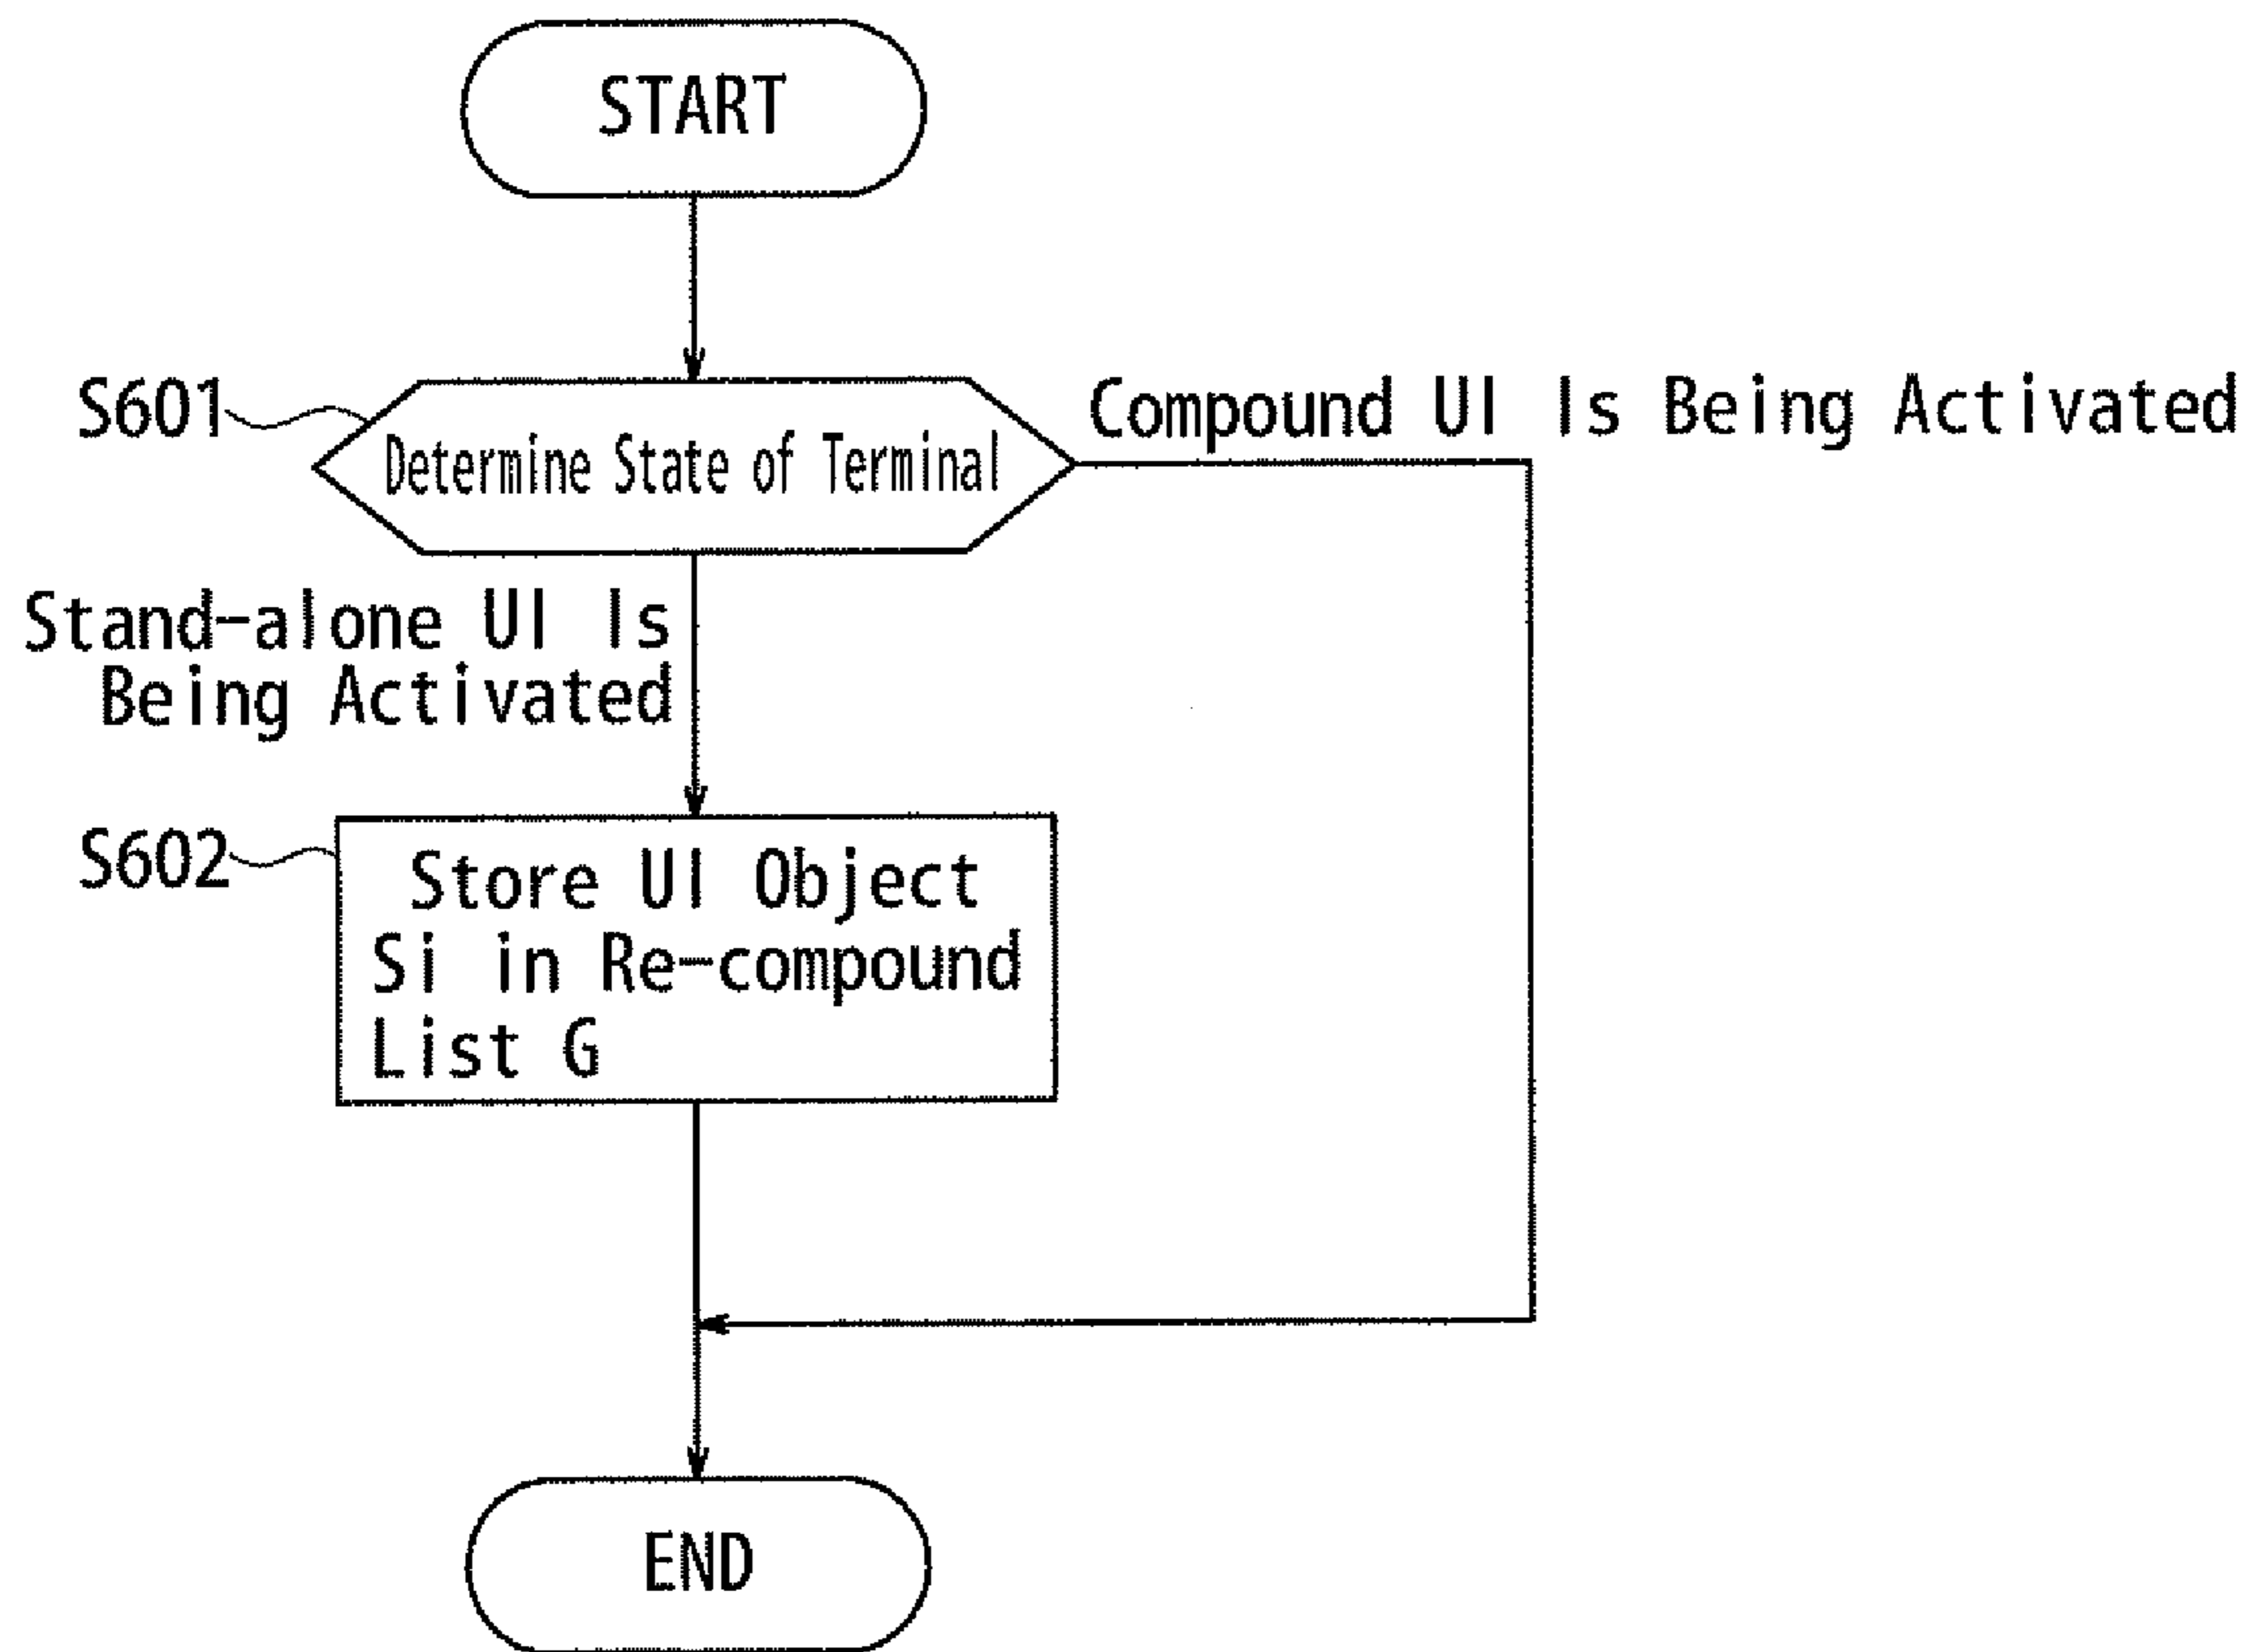 START
S601
Determine State of Terminal
Compound UI Is Being Activated
Stand-alone UI Is
Being Activated
S602
Store UI Object
Si in Re-compound
List G
END